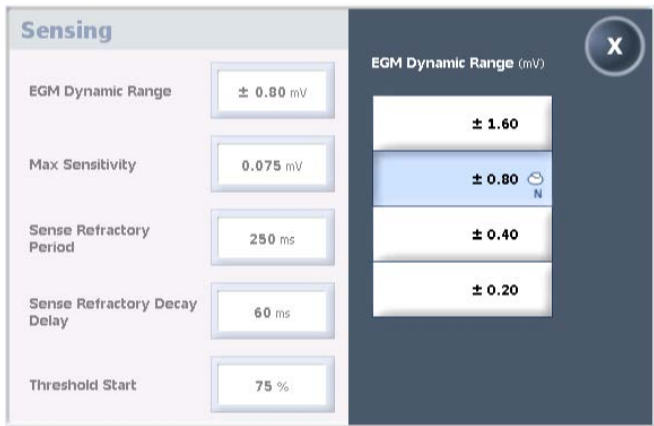 Sensing
X
EGM Dynamic Range (mV)
EGM Dynamic Range
± 0.80 mV
Max Sensitivity
0.075 mV
Sense Refractory
Period
250 ms
Sense Refractory Decay
Delay
60 ms
Threshold Start
75 %
± 1.60
± 0.80
N
± 0.40
± 0.20